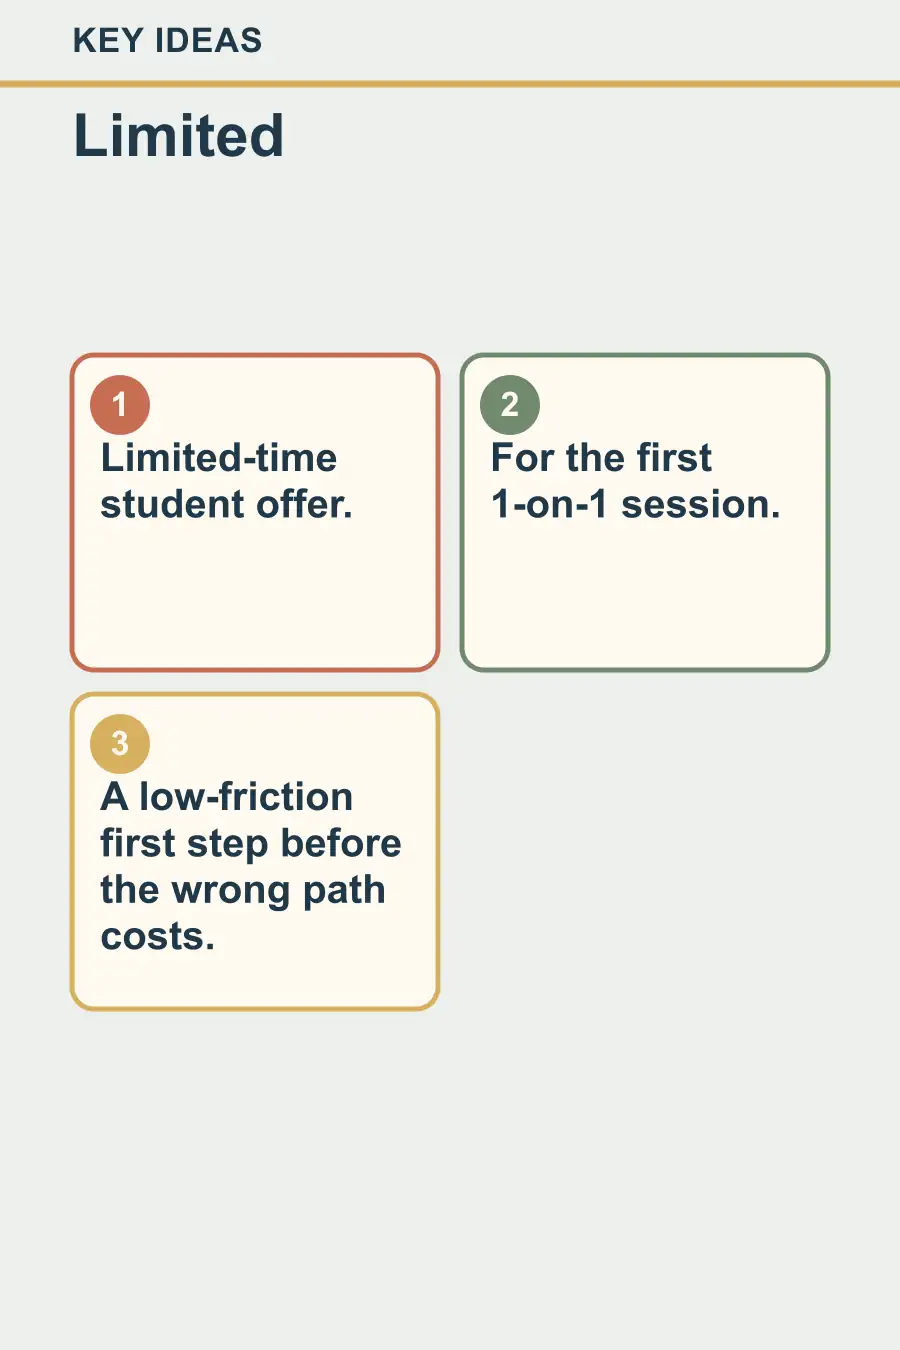 KEY IDEAS
Limited
1
Limited-time
student offer.
2
For the first
1-on-1 session.
3
A low-friction
first step before
the wrong path
costs.